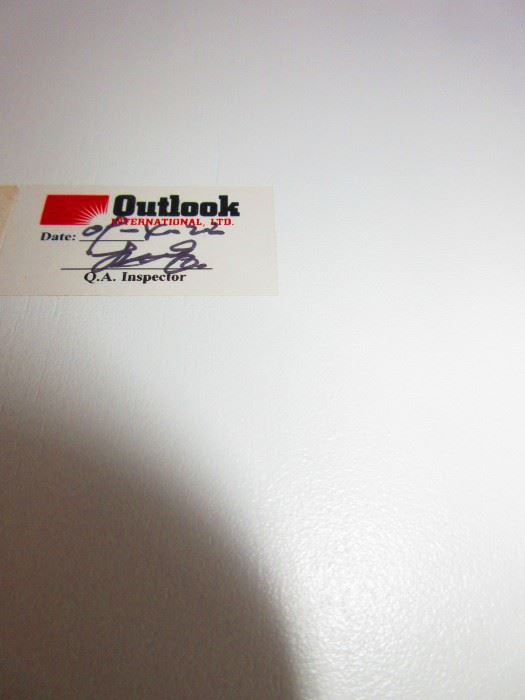 Outlook
INTERNATIONAL, LTD.
Date:
Q.A. Inspector